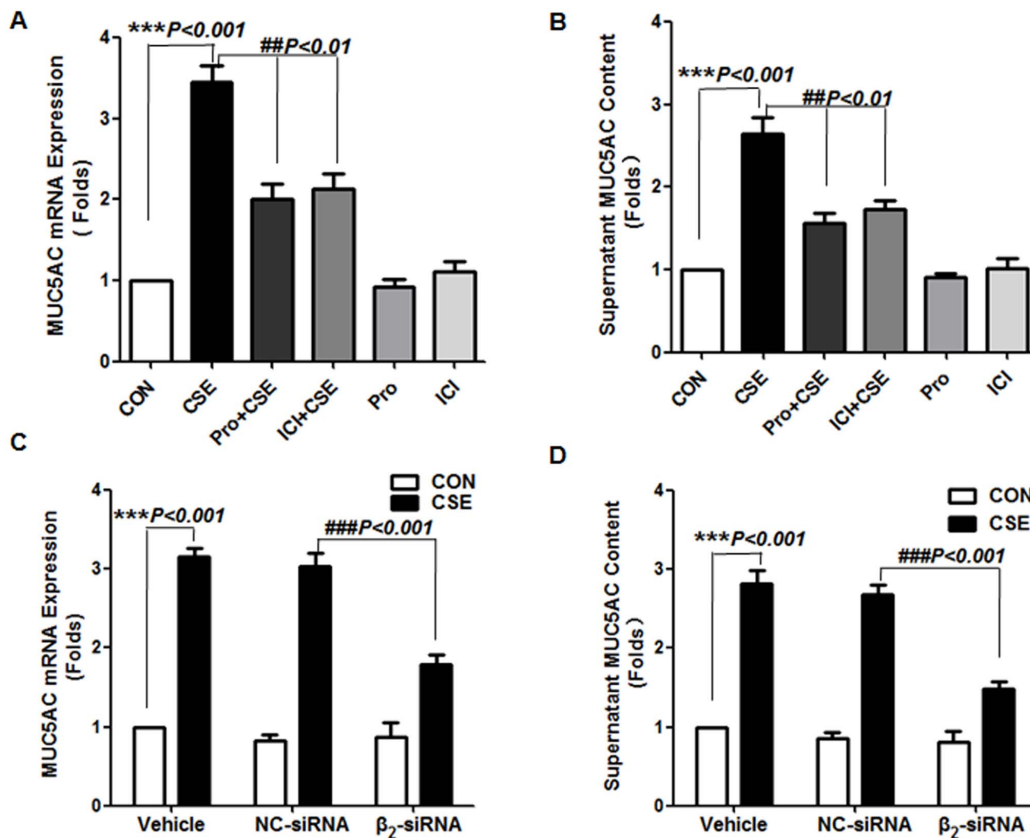 A
MUC5AC mRNA Expression
( Folds)
4
3
2
1
0
***P<0.001
##P<0.01
CON
CSE
Pro+CSE
ICI+CSE
Pro
ICI
B
Supernatant MUC5AC Content
(Folds)
4
3
2
1
0
***P<0.001
##P<0.01
CON
CSE
Pro+CSE
ICI+CSE
Pro
ICI
C
MUC5AC mRNA Expression
(Folds)
4
3
2
1
0
CON
CSE
***P<0.001
###P<0.001
Vehicle
NC-siRNA
β2-siRNA
D
Supernatant MUC5AC Content
(Folds)
4
3
2
1
0
CON
CSE
***P<0.001
###P<0.001
Vehicle
NC-siRNA
β2-siRNA